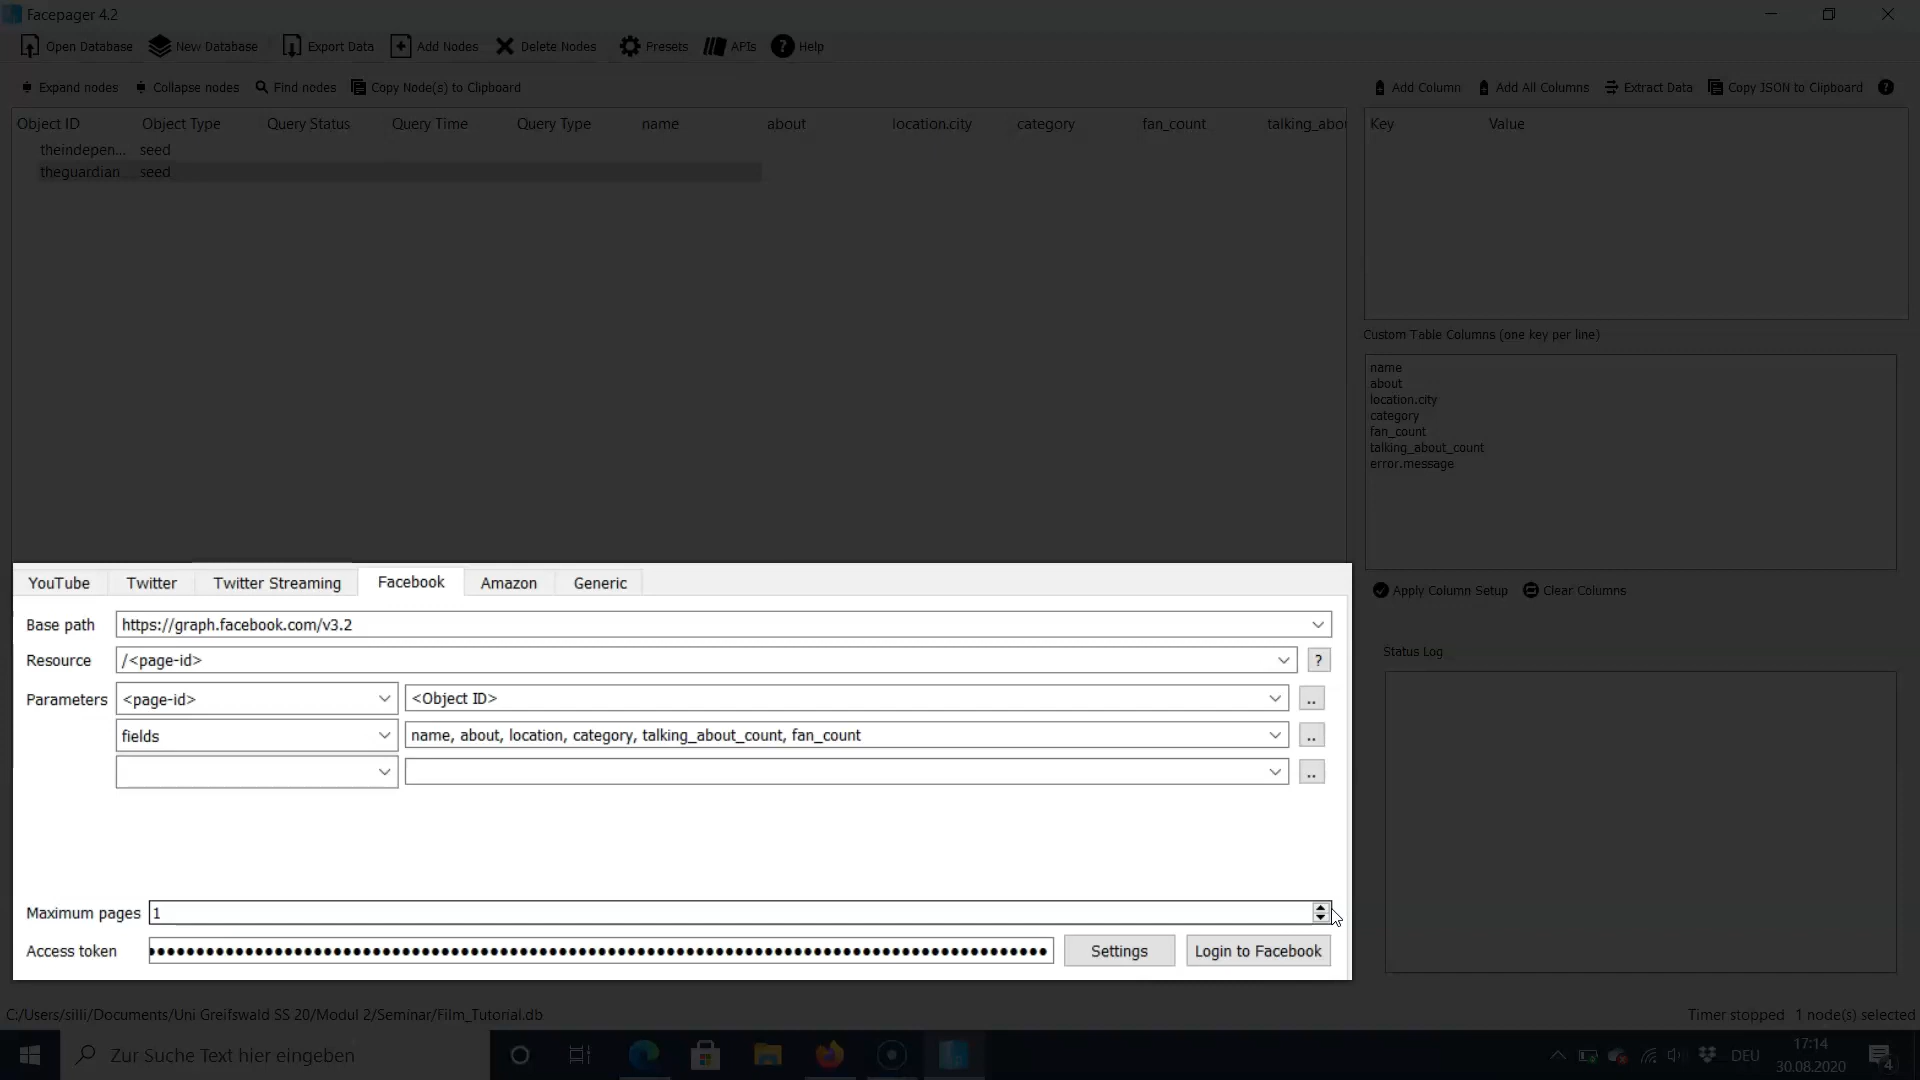 Facepager 4.2
Open Database New Database Export Data Add Nodes Delete Nodes Presets APIs Help
Expand nodes Collapse nodes Find nodes Copy Node(s) to Clipboard
Add Column Add All Columns Extract Data Copy JSON to Clipboard
Object ID Object Type Query Status Query Time Query Type name about location.city category fan_count talking_abou
theindepen... seed
theguardian seed
Key Value
Custom Table Columns (one key per line)
name
about
location.city
category
fan_count
talking_about_count
error.message
Apply Column Setup Clear Columns
Status Log
YouTube Twitter Twitter Streaming Facebook Amazon Generic
Base path https://graph.facebook.com/v3.2
Resource /<page-id> ?
Parameters <page-id> <Object ID> ..
fields name, about, location, category, talking_about_count, fan_count ..
..
Maximum pages 1
Access token Settings Login to Facebook
C:/Users/silli/Documents/Uni Greifswald SS 20/Modul 2/Seminar/Film_Tutorial.db
Timer stopped 1 node(s) selected
Zur Suche Text hier eingeben
DEU
17:14
30.08.2020
4